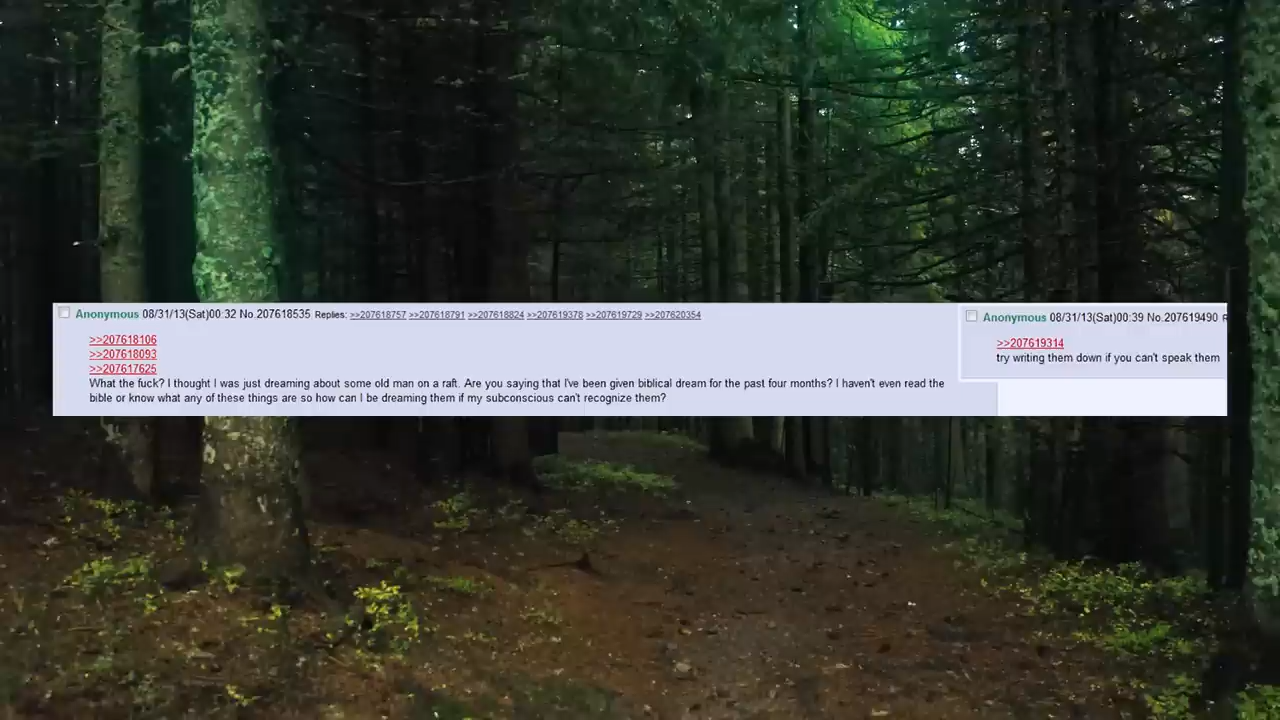 Anonymous 08/31/13(Sat)00:32 No.207618535 Replies: >>207618757 >>207618791 >>207618824 >>207619378 >>207619729 >>207620354
>>207618106
>>207618093
>>207617625
What the fuck? I thought I was just dreaming about some old man on a raft. Are you saying that I've been given biblical dream for the past four months? I haven't even read the
bible or know what any of these things are so how can I be dreaming them if my subconscious can't recognize them?
Anonymous 08/31/13(Sat)00:39 No.207619490 R
>>207619314
try writing them down if you can't speak them